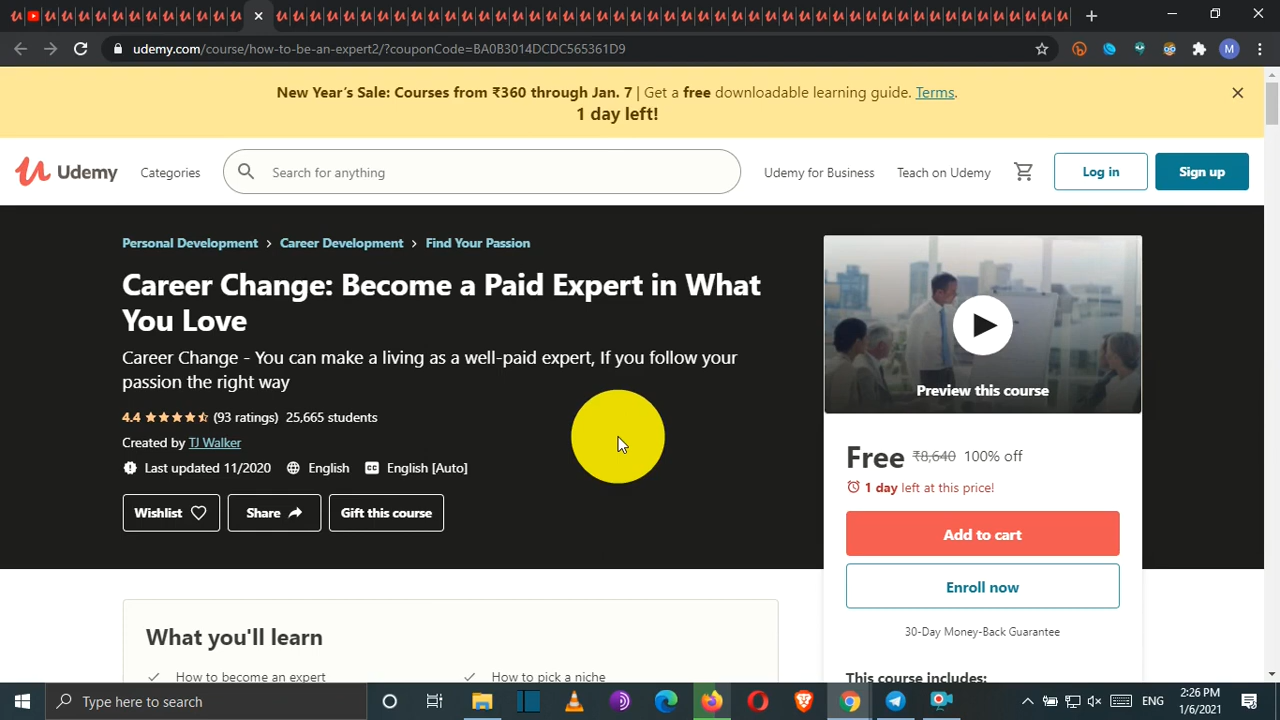 udemy.com/course/how-to-be-an-expert2/?couponCode=BA0B3014DCDC565361D9
M
New Year's Sale: Courses from ₹360 through Jan. 7 | Get a free downloadable learning guide. Terms.
1 day left!
Udemy
Categories
Search for anything
Udemy for Business
Teach on Udemy
Log in
Sign up
Personal Development > Career Development > Find Your Passion
Career Change: Become a Paid Expert in What
You Love
Career Change - You can make a living as a well-paid expert, If you follow your
passion the right way
4.4 (93 ratings) 25,665 students
Created by TJ Walker
Last updated 11/2020 English CC English [Auto]
Wishlist
Share
Gift this course
Preview this course
Free ₹8,640 100% off
1 day left at this price!
Add to cart
Enroll now
30-Day Money-Back Guarantee
This course includes:
What you'll learn
How to become an expert
How to pick a niche
Type here to search
ENG
2:26 PM
1/6/2021